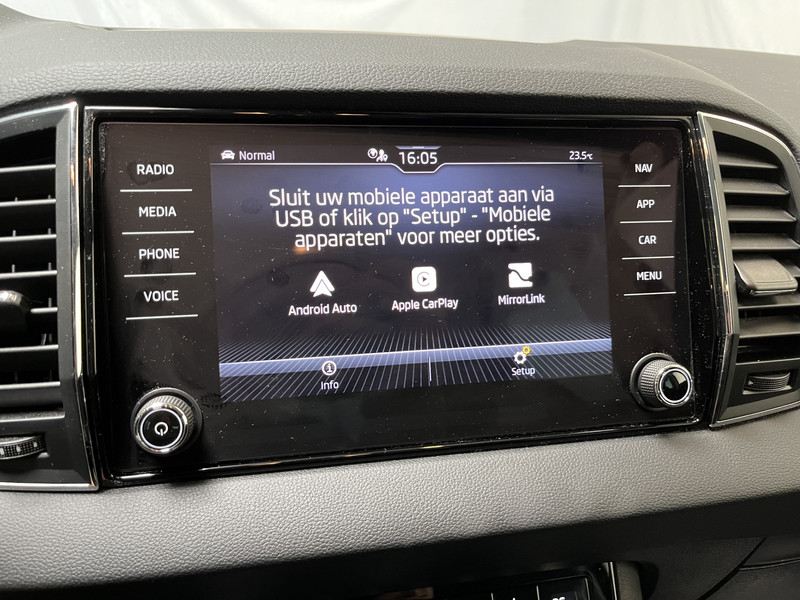 Normal
16:05
23.5°C
RADIO
MEDIA
PHONE
VOICE
Sluit uw mobiele apparaat aan via
USB of klik op "Setup" - "Mobiele
apparaten" voor meer opties.
Android Auto
Apple CarPlay
MirrorLink
Info
Setup
NAV
APP
CAR
MENU